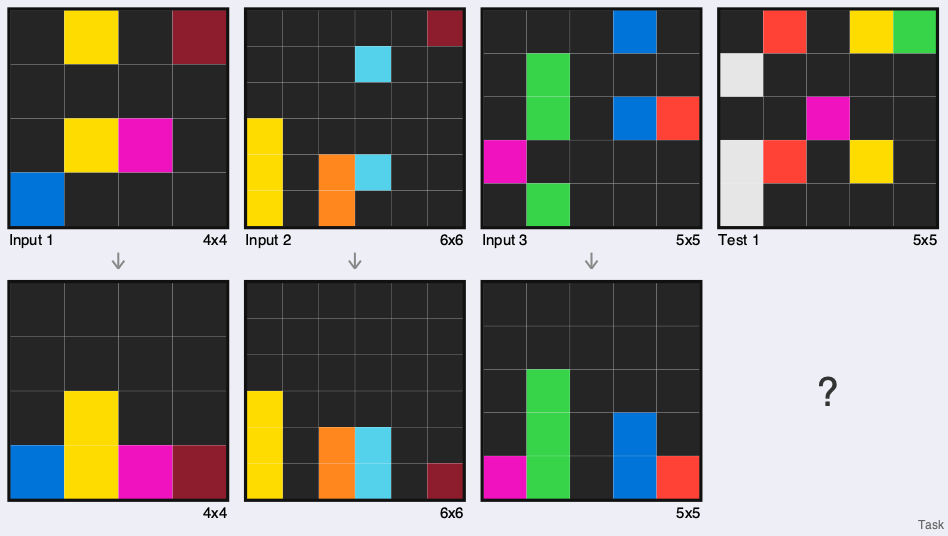 Input 1 4x4
Input 2 6x6
Input 3 5x5
Test 1 5x5
4x4
6x6
5x5
?
Task